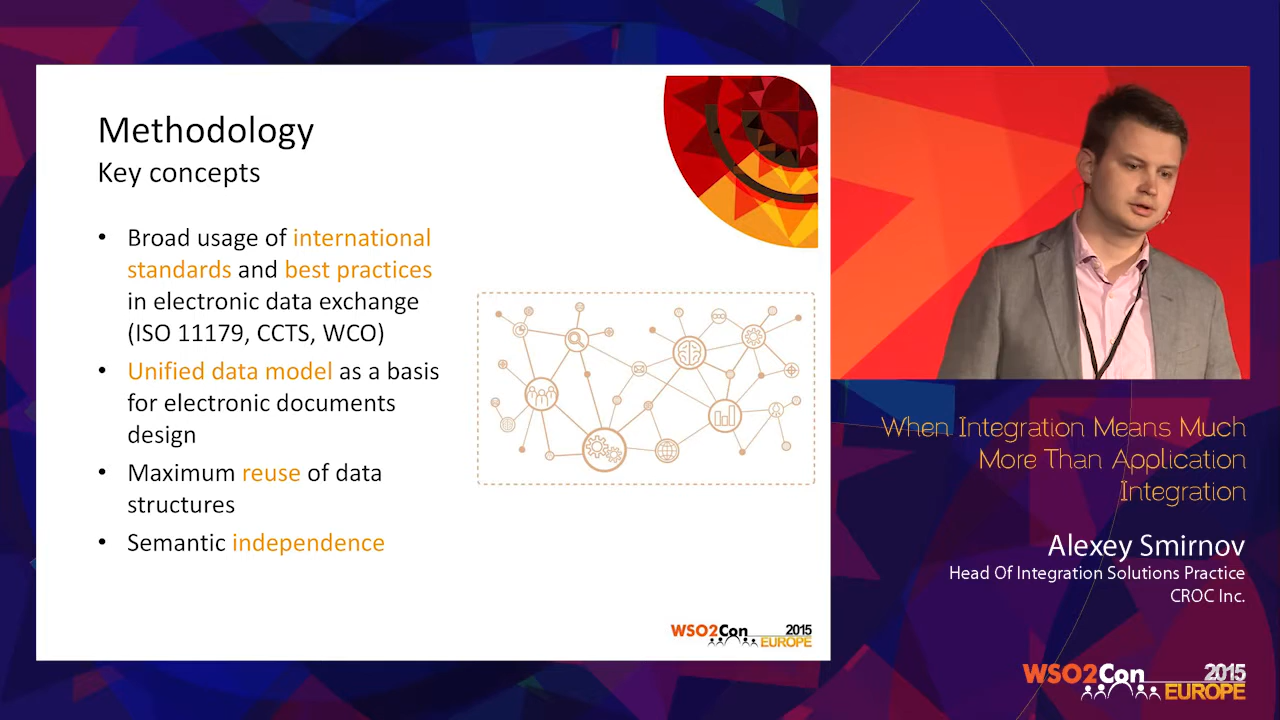 Methodology
Key concepts
• Broad usage of international
standards and best practices
in electronic data exchange
(ISO 11179, CCTS, WCO)
• Unified data model as a basis
for electronic documents
design
• Maximum reuse of data
structures
• Semantic independence
WSO2Con 2015
EUROPE
When Integration Means Much
More Than Application
Integration
Alexey Smirnov
Head Of Integration Solutions Practice
CROC Inc.
WSO2Con 2015
EUROPE